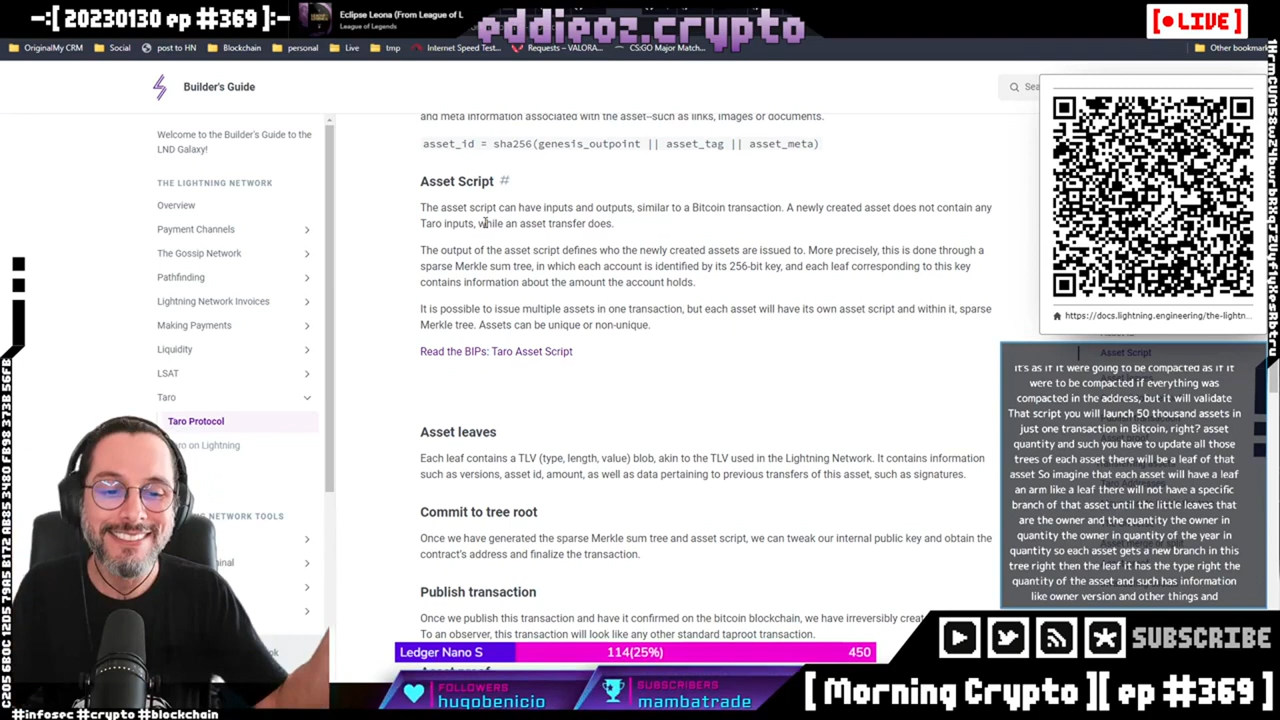 -:[ 20230130 ep #369 ]:-
Eclipse Leona (From League of L
League of Legends
eddieoz.crypto
[ LIVE ]
OriginalMy CRM
Social
post to HN
Blockchain
personal
Live
tmp
Internet Speed Test...
Requests – VALORA...
CS:GO Major Match...
Other bookmar
Builder's Guide
Sea
Welcome to the Builder's Guide to the
LND Galaxy!
THE LIGHTNING NETWORK
Overview
Payment Channels
The Gossip Network
Pathfinding
Lightning Network Invoices
Making Payments
Liquidity
LSAT
Taro
Taro Protocol
ro on Lightning
NG NETWORK TOOLS
and meta information associated with the asset–such as links, images or documents.
asset_id = sha256(genesis_outpoint || asset_tag || asset_meta)
Asset Script #
The asset script can have inputs and outputs, similar to a Bitcoin transaction. A newly created asset does not contain any
Taro inputs, while an asset transfer does.
The output of the asset script defines who the newly created assets are issued to. More precisely, this is done through a
sparse Merkle sum tree, in which each account is identified by its 256-bit key, and each leaf corresponding to this key
contains information about the amount the account holds.
It is possible to issue multiple assets in one transaction, but each asset will have its own asset script and within it, sparse
Merkle tree. Assets can be unique or non-unique.
Read the BIPs: Taro Asset Script
Asset leaves
Each leaf contains a TLV (type, length, value) blob, akin to the TLV used in the Lightning Network. It contains information
such as versions, asset id, amount, as well as data pertaining to previous transfers of this asset, such as signatures.
Commit to tree root
Once we have generated the sparse Merkle sum tree and asset script, we can tweak our internal public key and obtain the
contract's address and finalize the transaction.
Publish transaction
Once we publish this transaction and have it confirmed on the bitcoin blockchain, we have irreversibly creat
To an observer, this transaction will look like any other standard taproot transaction.
https://docs.lightning.engineering/the-lightn...
Asset Script
It's as if it were going to be compacted as if it
were to be compacted if everything was
compacted in the address, but it will validate
That script you will launch 50 thousand assets in
just one transaction in Bitcoin, right? asset
quantity and such you have to update all those
trees of each asset there will be a leaf of that
asset So imagine that each asset will have a leaf
an arm like a leaf there will not have a specific
branch of that asset until the little leaves that
are the owner and the quantity the owner in
quantity the owner in quantity of the year in
quantity so each asset gets a new branch in this
tree right then the leaf it has the type right the
quantity of the asset and such has information
like owner version and other things and
Ledger Nano S
114(25%)
450
FOLLOWERS
hugobenicio
SUBSCRIBERS
mambatrade
SUBSCRIBE
[ Morning Crypto ][ ep #369 ]
#infosec #crypto #blockchain